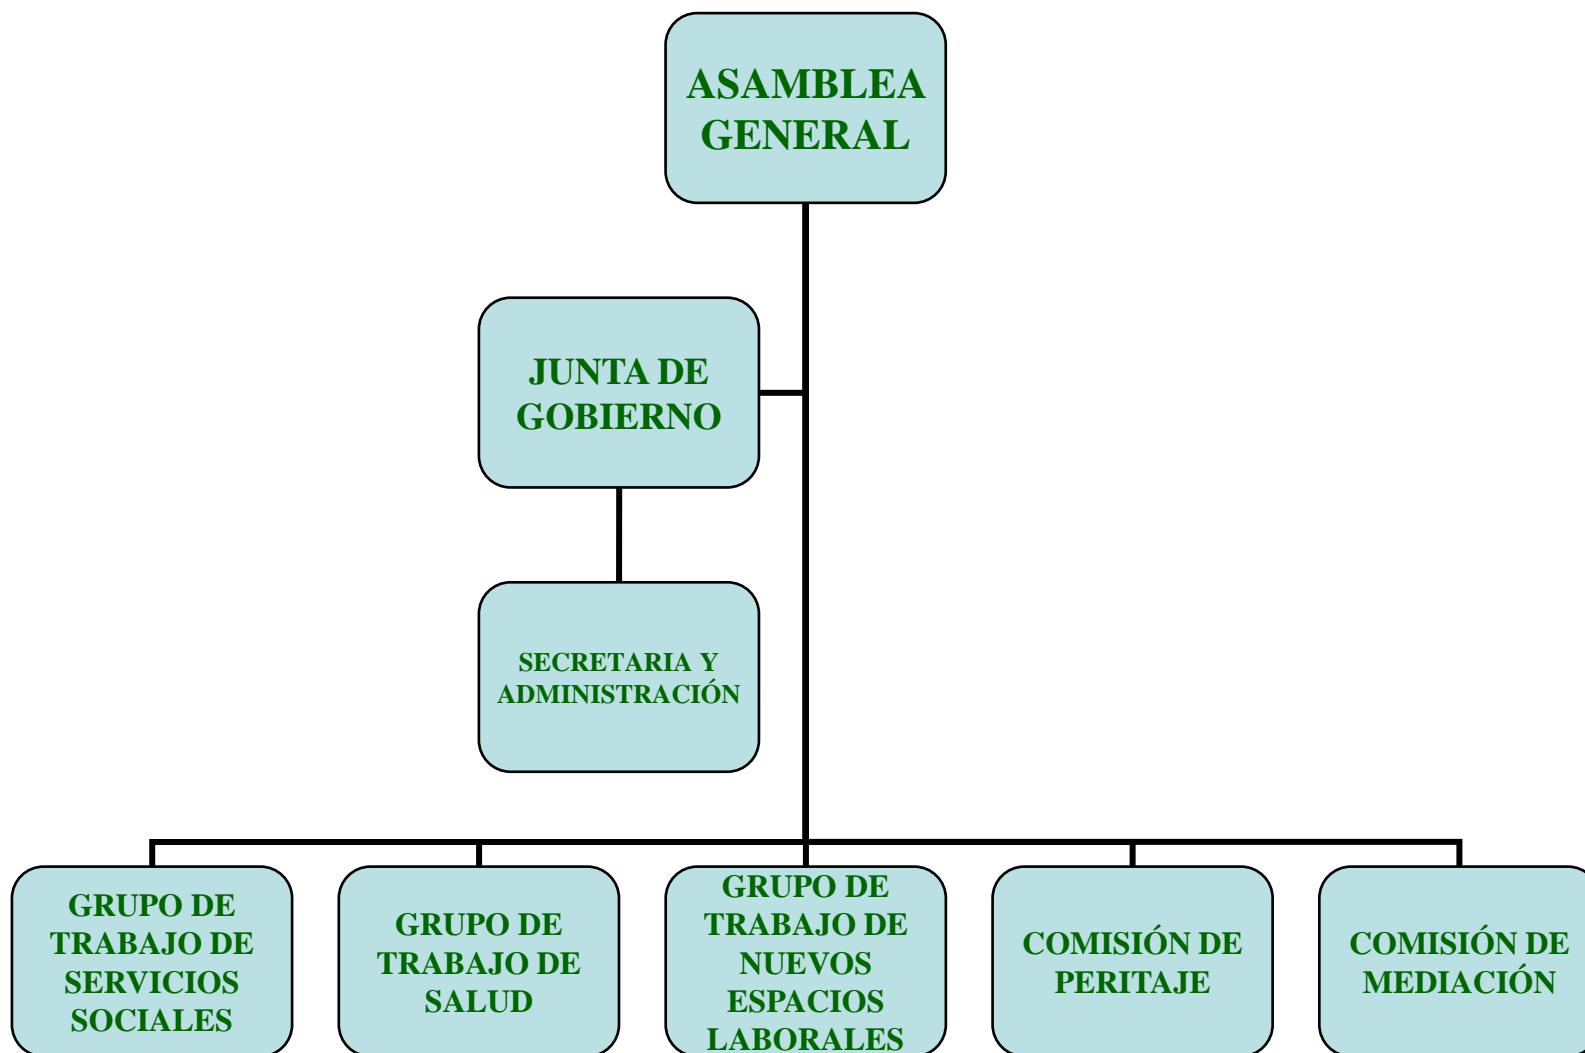 ASAMBLEA
GENERAL
JUNTA DE
GOBIERNO
SECRETARIA Y
ADMINISTRACIÓN
GRUPO DE
TRABAJO DE
SERVICIOS
SOCIALES
GRUPO DE
TRABAJO DE
SALUD
GRUPO DE
TRABAJO DE
NUEVOS
ESPACIOS
LABORALES
COMISIÓN DE
PERITAJE
COMISIÓN DE
MEDIACIÓN